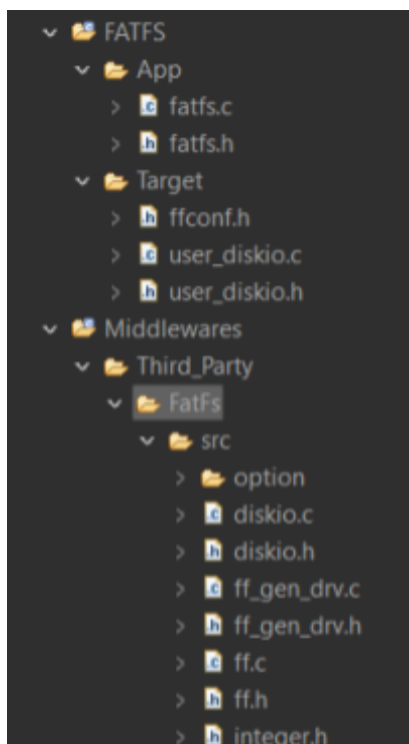 FATFS
App
fatfs.c
fatfs.h
Target
ffconf.h
user_diskio.c
user_diskio.h
Middlewares
Third_Party
FatFs
src
option
diskio.c
diskio.h
ff_gen_drv.c
ff_gen_drv.h
ff.c
ff.h
integer.h